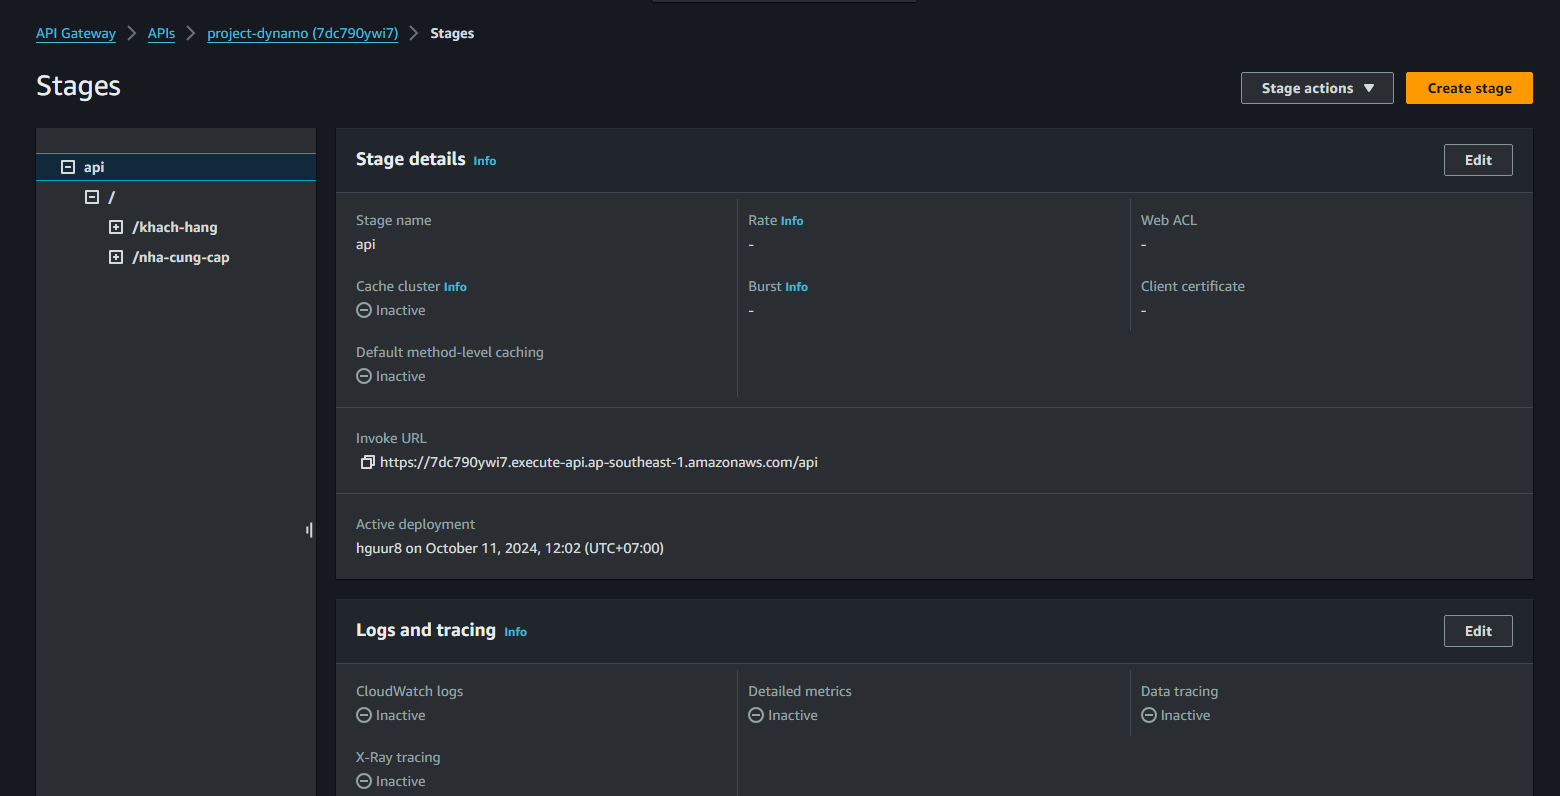 API Gateway > APIs > project-dynamo (7dc790ywi7) > Stages
Stages
Stage actions ▼
Create stage
api
/
/khach-hang
/nha-cung-cap
Stage details Info
Edit
Stage name
api
Rate Info
-
Web ACL
-
Cache cluster Info
Inactive
Burst Info
-
Client certificate
-
Default method-level caching
Inactive
Invoke URL
https://7dc790ywi7.execute-api.ap-southeast-1.amazonaws.com/api
Active deployment
hguur8 on October 11, 2024, 12:02 (UTC+07:00)
Logs and tracing Info
Edit
CloudWatch logs
Inactive
Detailed metrics
Inactive
Data tracing
Inactive
X-Ray tracing
Inactive